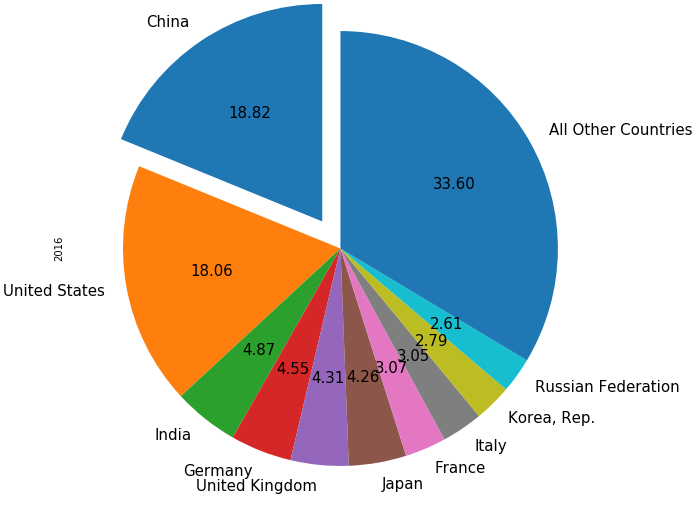 China
18.82
All Other Countries
33.60
2016
18.06
United States
2.61
2.79
4.87
3.05
3.07
4.55
4.31
4.26
Russian Federation
Korea, Rep.
India
Italy
France
Germany
United Kingdom
Japan